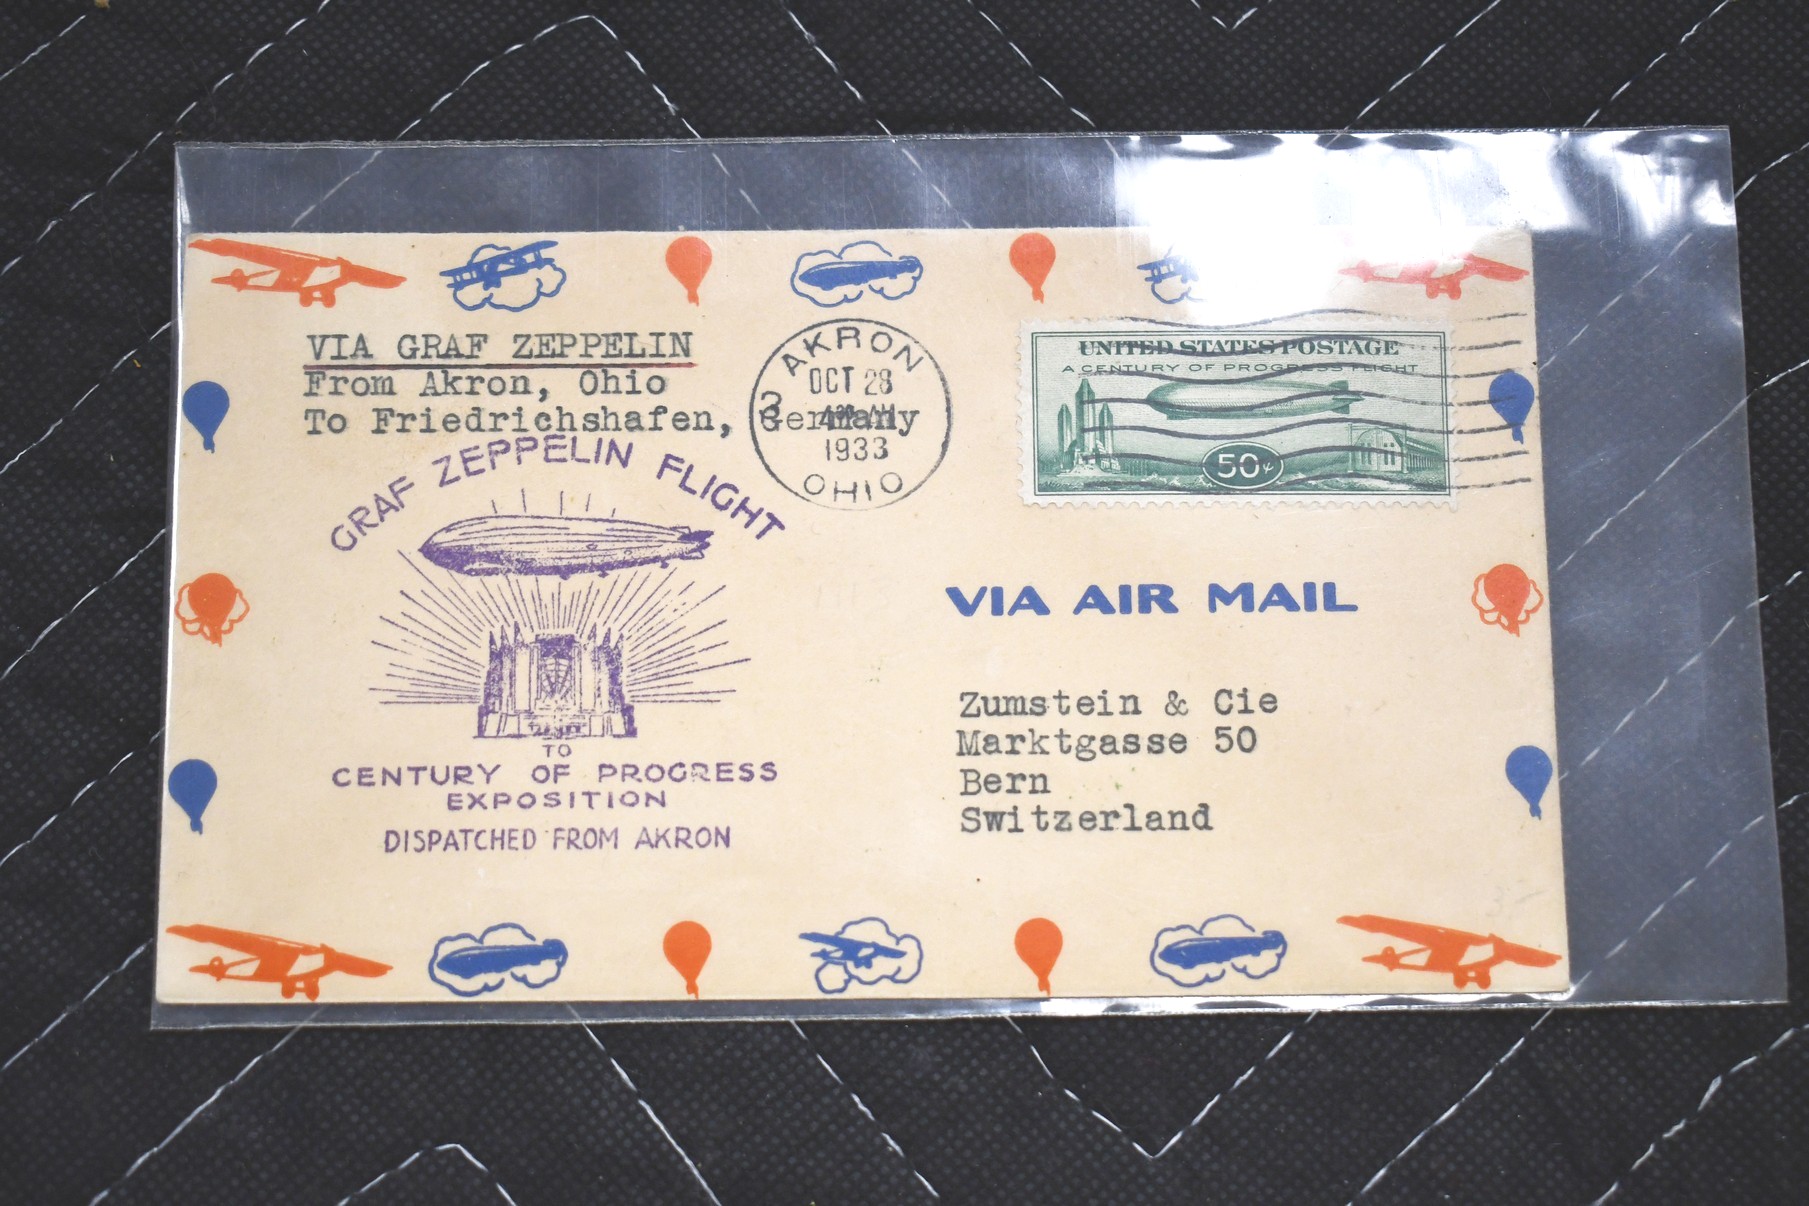 VIA GRAF ZEPPELIN
From Akron, Ohio
To Friedrichshafen, Germany
AKRON
OCT 28
3
1933
OHIO
UNITED STATES POSTAGE
A CENTURY OF PROGRESS FLIGHT
50¢
GRAF ZEPPELIN FLIGHT
TO
CENTURY OF PROGRESS
EXPOSITION
DISPATCHED FROM AKRON
VIA AIR MAIL
Zumstein & Cie
Marktgasse 50
Bern
Switzerland